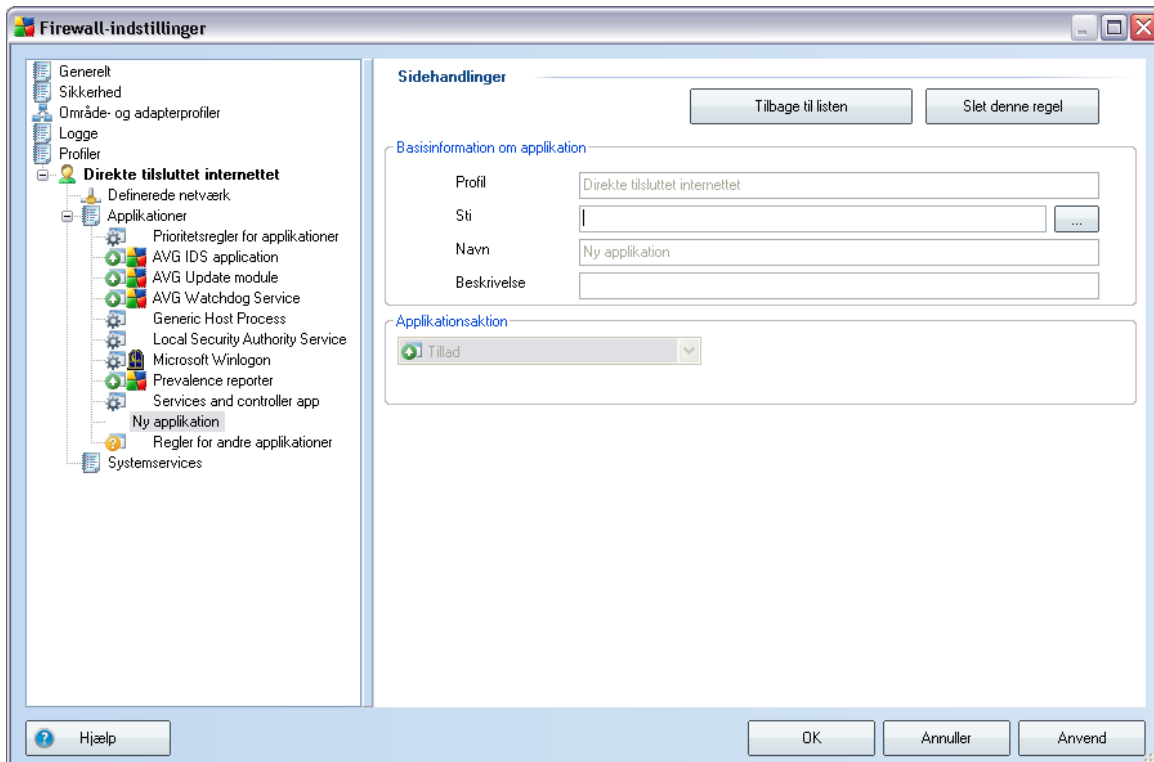 Firewall-indstillinger
Generelt
Sikkerhed
Område- og adapterprofiler
Logge
Profiler
Direkte tilsluttet internettet
Definerede netværk
Applikationer
Prioritetsregler for applikationer
AVG IDS application
AVG Update module
AVG Watchdog Service
Generic Host Process
Local Security Authority Service
Microsoft Winlogon
Prevalence reporter
Services and controller app
Ny applikation
Regler for andre applikationer
Systemservices
Sidehandlinger
Tilbage til listen
Slet denne regel
Basisinformation om applikation
Profil
Direkte tilsluttet internettet
Sti
...
Navn
Ny applikation
Beskrivelse
Applikationsaktion
Tillad
Hjælp
OK
Annuller
Anvend